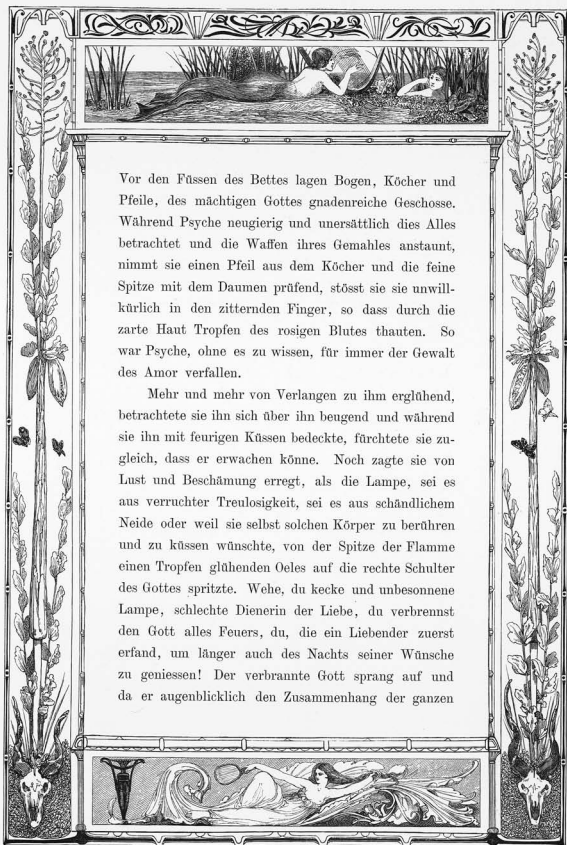 Vor den Füssen des Bettes lagen Bogen, Köcher und
Pfeile, des mächtigen Gottes gnadenreiche Geschosse.
Während Psyche neugierig und unersättlich dies Alles
betrachtet und die Waffen ihres Gemahles anstaunt,
nimmt sie einen Pfeil aus dem Köcher und die feine
Spitze mit dem Daumen prüfend, stösst sie sie unwill-
kürlich in den zitternden Finger, so dass durch die
zarte Haut Tropfen des rosigen Blutes thauten. So
war Psyche, ohne es zu wissen, für immer der Gewalt
des Amor verfallen.
Mehr und mehr von Verlangen zu ihm erglühend,
betrachtete sie ihn sich über ihn beugend und während
sie ihn mit feurigen Küssen bedeckte, fürchtete sie zu-
gleich, dass er erwachen könne. Noch zagte sie von
Lust und Beschämung erregt, als die Lampe, sei es
aus verruchter Treulosigkeit, sei es aus schändlichem
Neide oder weil sie selbst solchen Körper zu berühren
und zu küssen wünschte, von der Spitze der Flamme
einen Tropfen glühenden Oeles auf die rechte Schulter
des Gottes spritzte. Wehe, du kecke und unbesonnene
Lampe, schlechte Dienerin der Liebe, du verbrennst
den Gott alles Feuers, du, die ein Liebender zuerst
erfand, um länger auch des Nachts seiner Wünsche
zu geniessen! Der verbrannte Gott sprang auf und
da er augenblicklich den Zusammenhang der ganzen